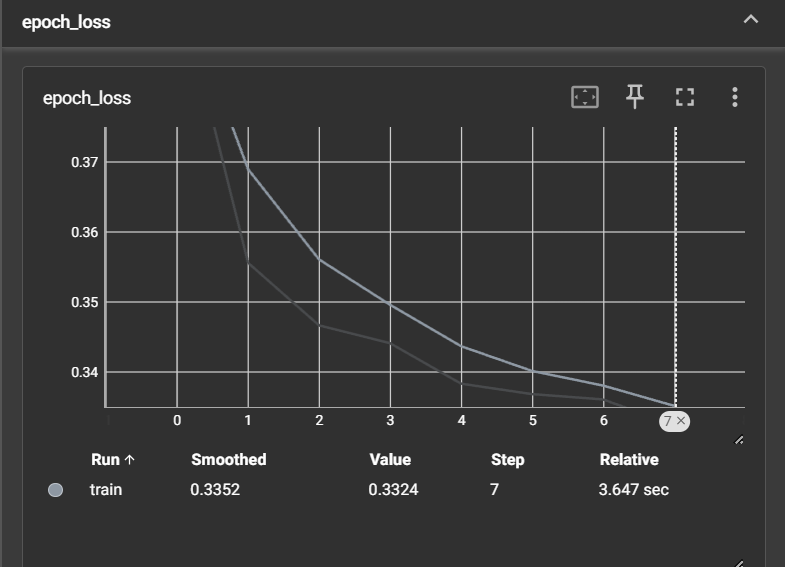 epoch_loss
epoch_loss
0.37
0.36
0.35
0.34
0 1 2 3 4 5 6 7 ×
Run ↑ Smoothed Value Step Relative
train 0.3352 0.3324 7 3.647 sec